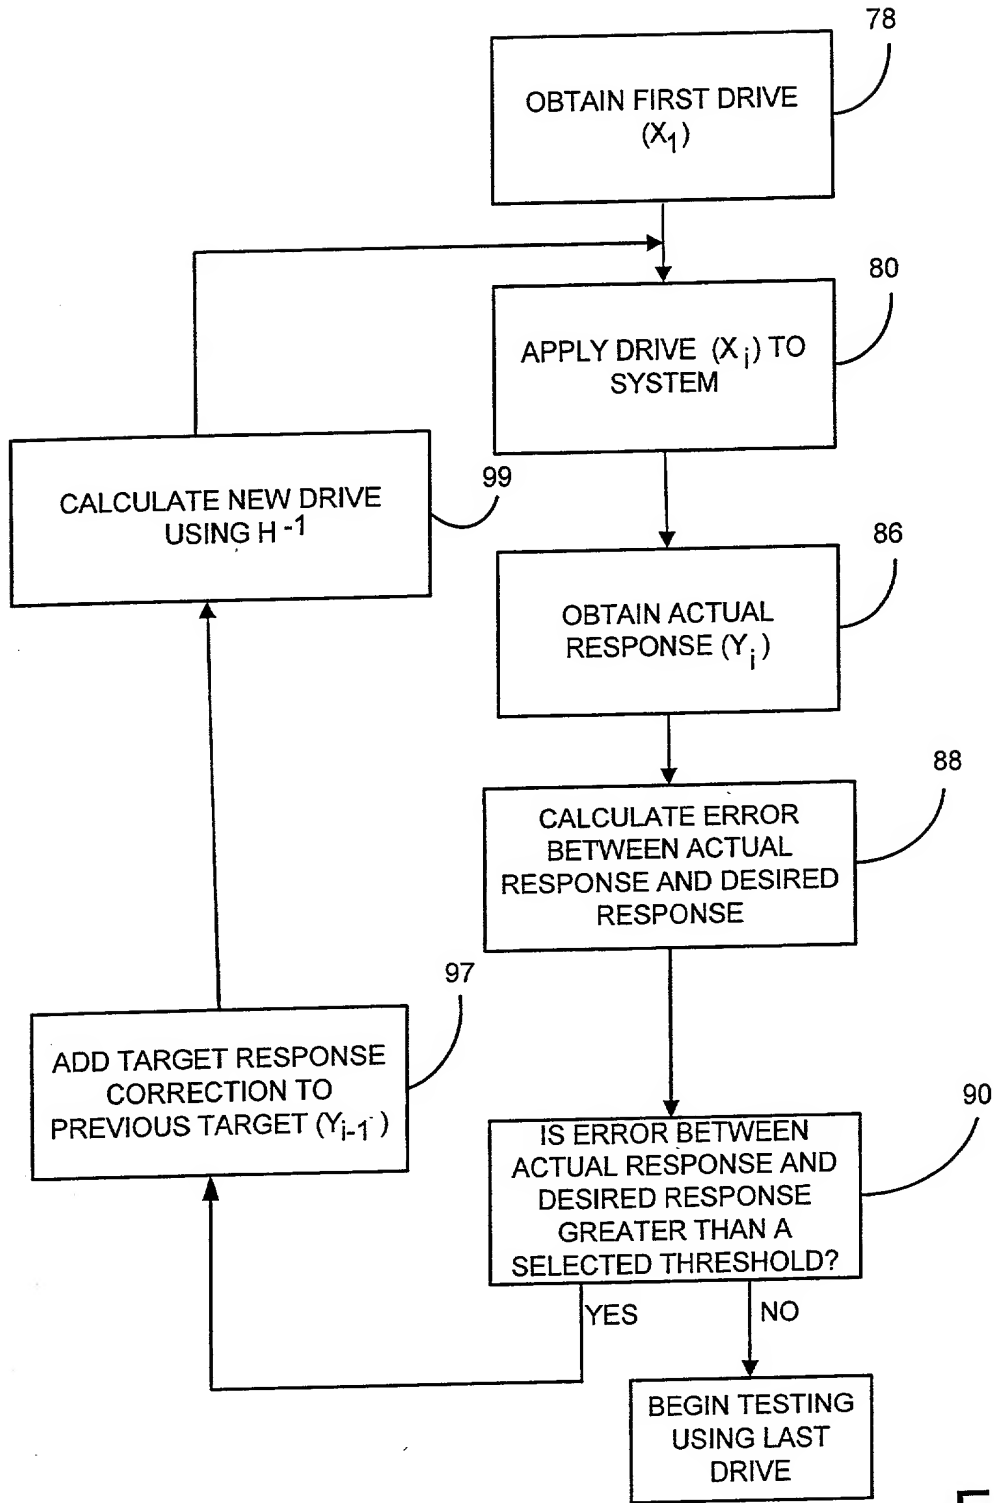 78
OBTAIN FIRST DRIVE
(X1)
80
APPLY DRIVE (Xi) TO
SYSTEM
99
CALCULATE NEW DRIVE
USING H-1
86
OBTAIN ACTUAL
RESPONSE (Yi)
88
CALCULATE ERROR
BETWEEN ACTUAL
RESPONSE AND DESIRED
RESPONSE
97
ADD TARGET RESPONSE
CORRECTION TO
PREVIOUS TARGET (Yi-1)
90
IS ERROR BETWEEN
ACTUAL RESPONSE AND
DESIRED RESPONSE
GREATER THAN A
SELECTED THRESHOLD?
YES
NO
BEGIN TESTING
USING LAST
DRIVE